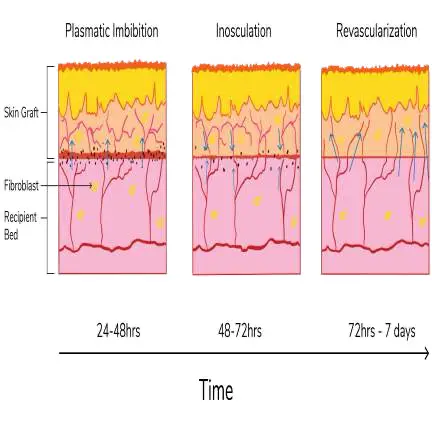 Plasmatic Imbibition
Inosculation
Revascularization
Skin Graft
Fibroblast
Recipient
Bed
24-48hrs
48-72hrs
72hrs - 7 days
Time